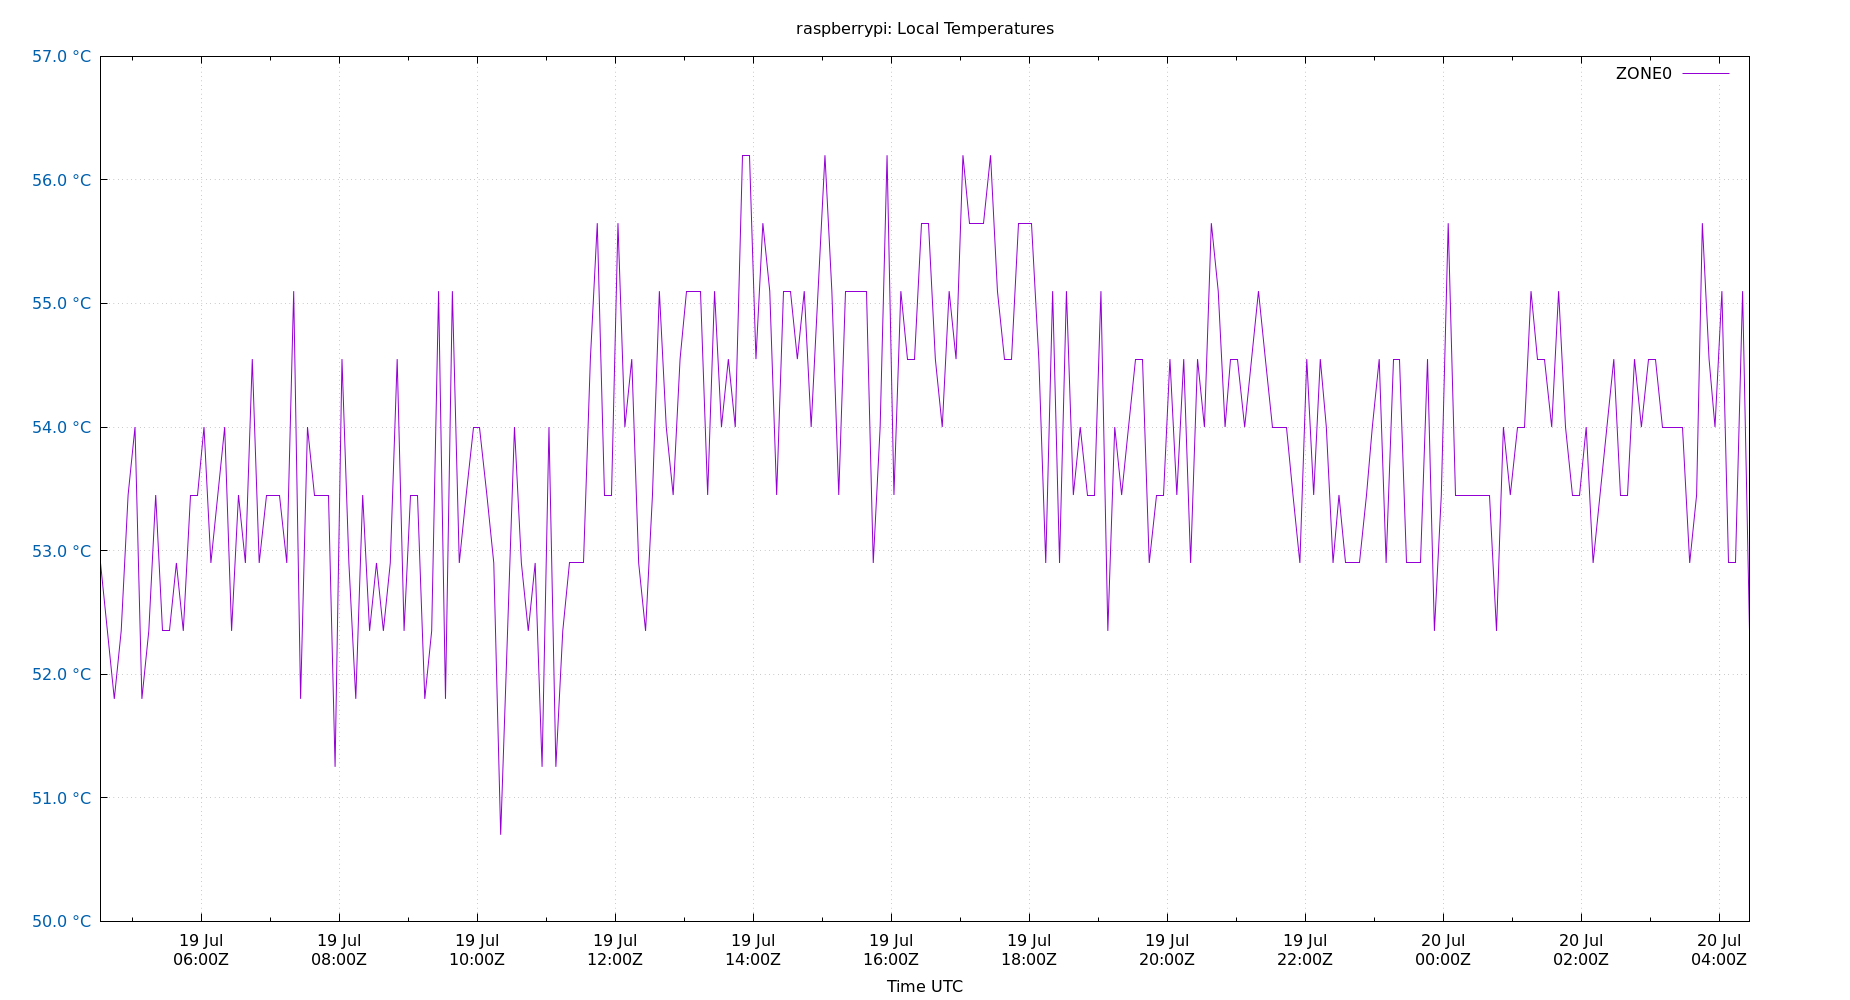 raspberrypi: Local Temperatures
57.0 °C
ZONE0
56.0 °C
55.0 °C
54.0 °C
53.0 °C
52.0 °C
51.0 °C
50.0 °C
19 Jul 19 Jul 19 Jul 19 Jul 19 Jul 19 Jul 19 Jul 19 Jul 19 Jul 20 Jul 20 Jul 20 Jul
06:00Z 08:00Z 10:00Z 12:00Z 14:00Z 16:00Z 18:00Z 20:00Z 22:00Z 00:00Z 02:00Z 04:00Z
Time UTC